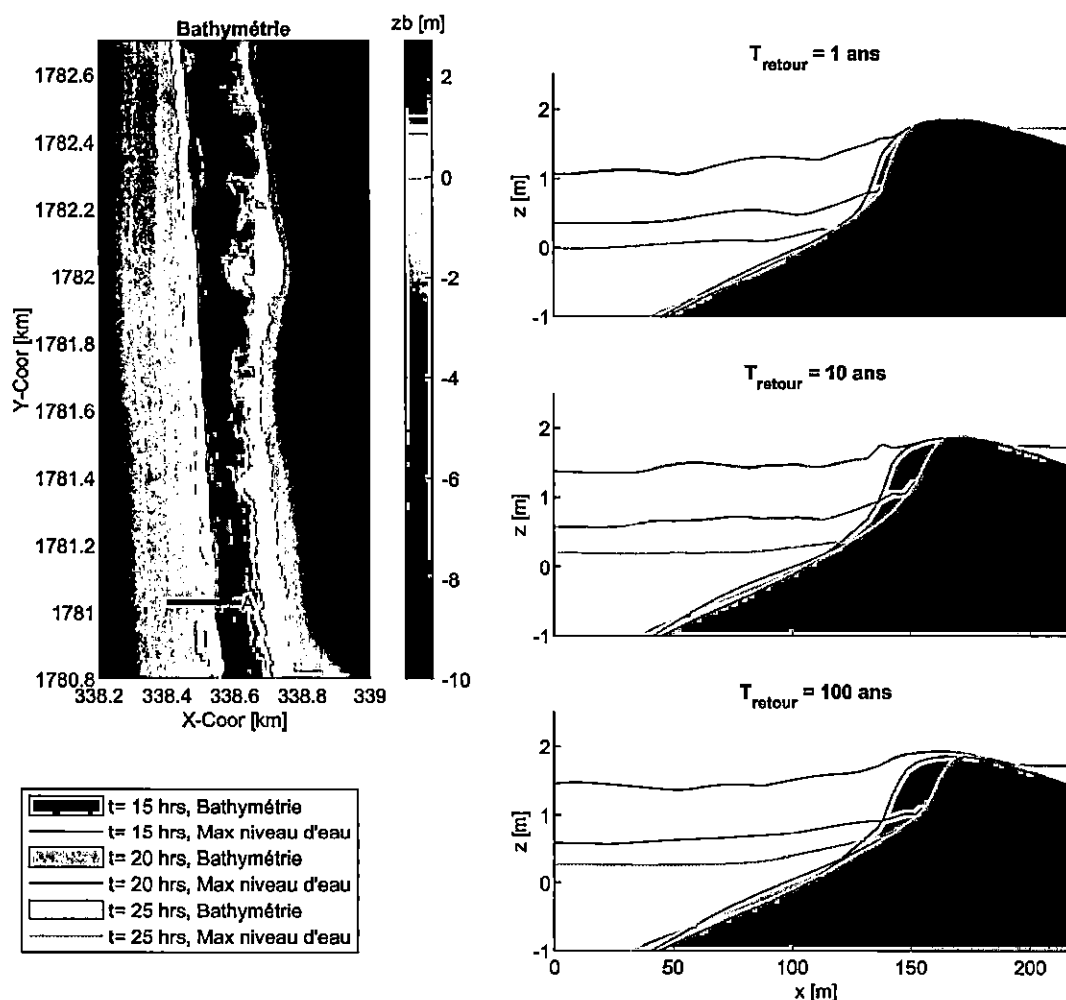 Bathymétrie
zb [m]
2
0
-2
-4
-6
-8
-10
1782.6
1782.4
1782.2
1782
1781.8
1781.6
1781.4
1781.2
1781
1780.8
Y-Coor [km]
A
338.2 338.4 338.6 338.8 339
X-Coor [km]
t= 15 hrs, Bathymétrie
t= 15 hrs, Max niveau d'eau
t= 20 hrs, Bathymétrie
t= 20 hrs, Max niveau d'eau
t= 25 hrs, Bathymétrie
t= 25 hrs, Max niveau d'eau
T retour = 1 ans
z [m]
2
1
0
-1
T retour = 10 ans
z [m]
2
1
0
-1
T retour = 100 ans
z [m]
2
1
0
-1
0 50 100 150 200
x [m]